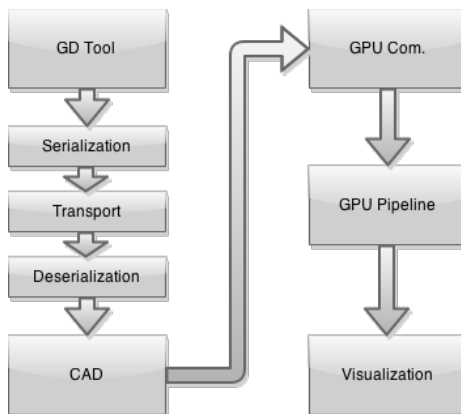 GD Tool
Serialization
Transport
Deserialization
CAD
GPU Com.
GPU Pipeline
Visualization